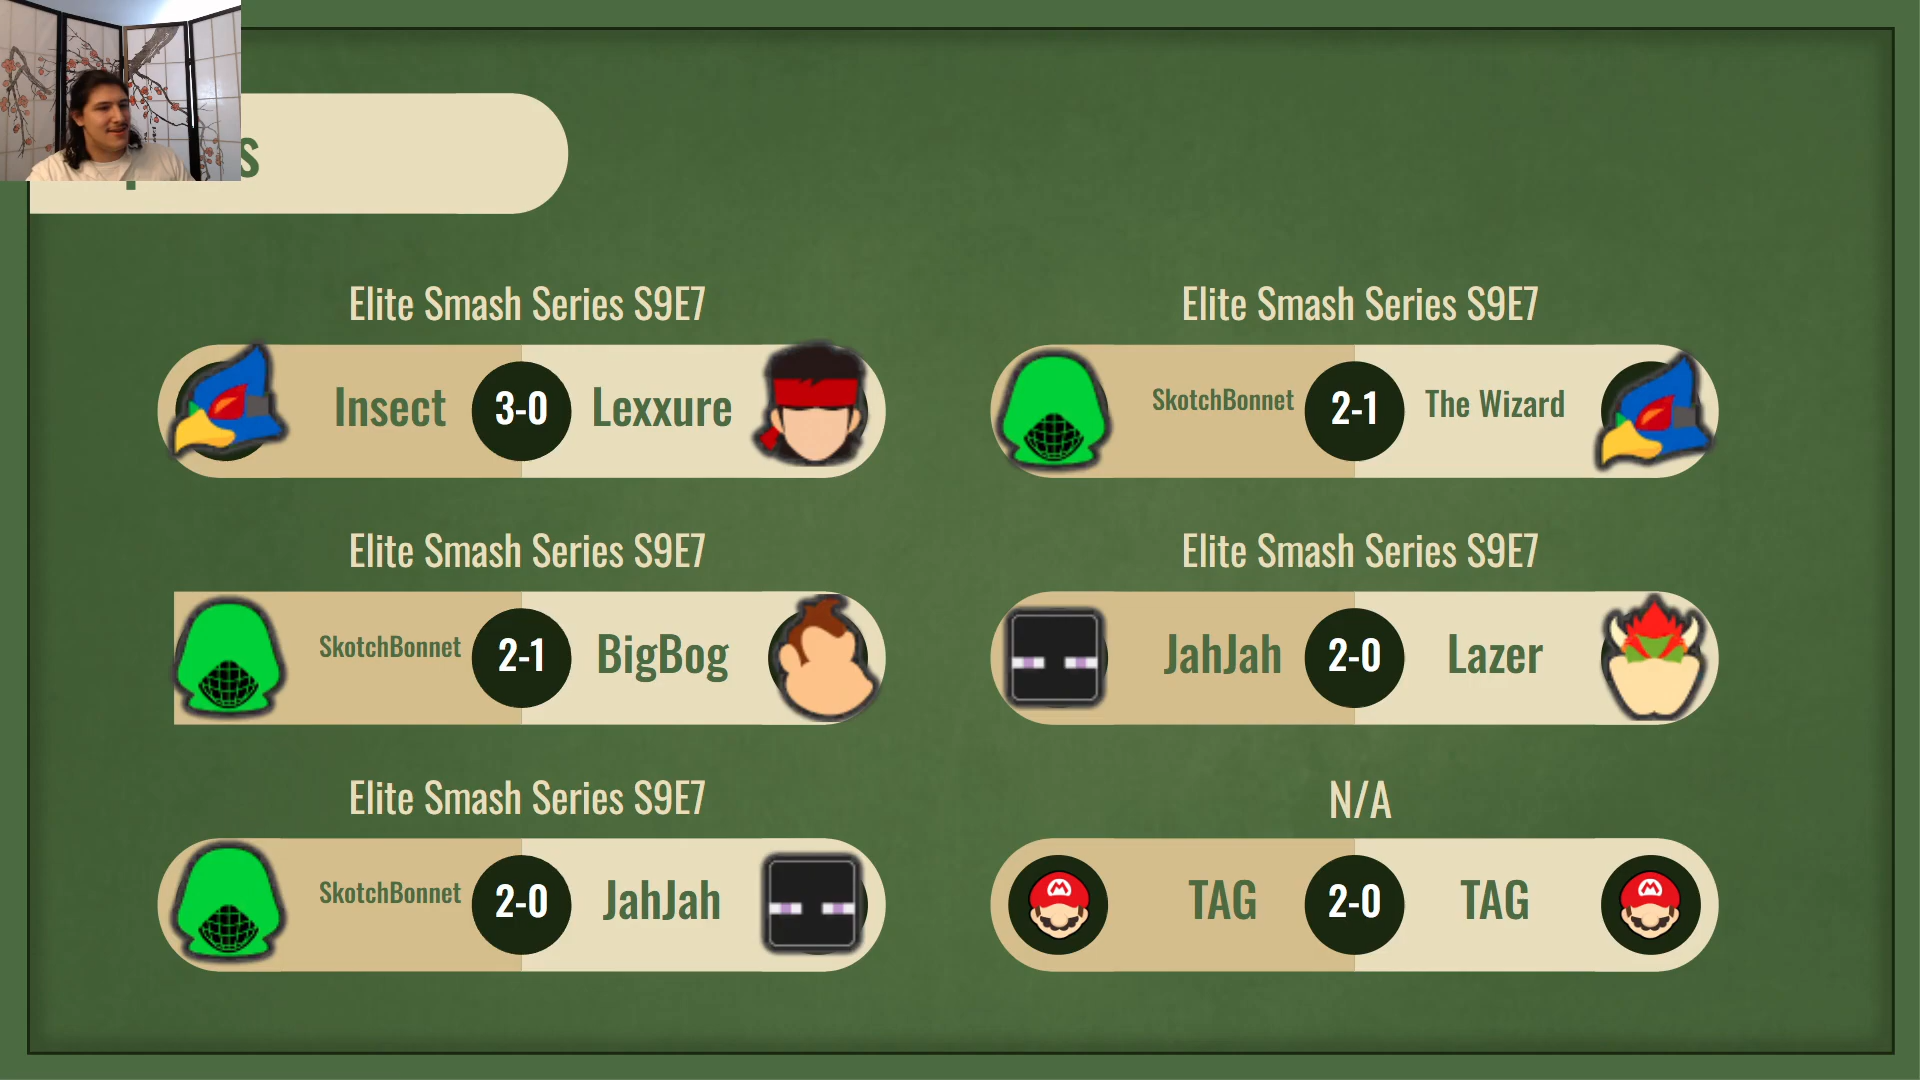 Elite Smash Series S9E7
Insect 3-0 Lexxure
Elite Smash Series S9E7
SkotchBonnet 2-1 The Wizard
Elite Smash Series S9E7
SkotchBonnet 2-1 BigBog
Elite Smash Series S9E7
JahJah 2-0 Lazer
Elite Smash Series S9E7
SkotchBonnet 2-0 JahJah
N/A
TAG 2-0 TAG